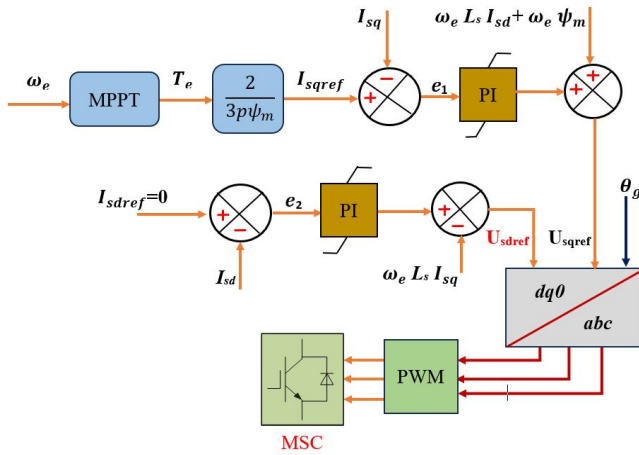 I_sq
ω_e L_s I_sd + ω_e ψ_m
ω_e
MPPT
T_e
2
3pψ_m
I_sqref
−
+
e_1
PI
+
+
I_sdref=0
+
−
e_2
PI
+
−
I_sd
ω_e L_s I_sq
U_sdref
U_sqref
θ_g
dq0
abc
PWM
MSC